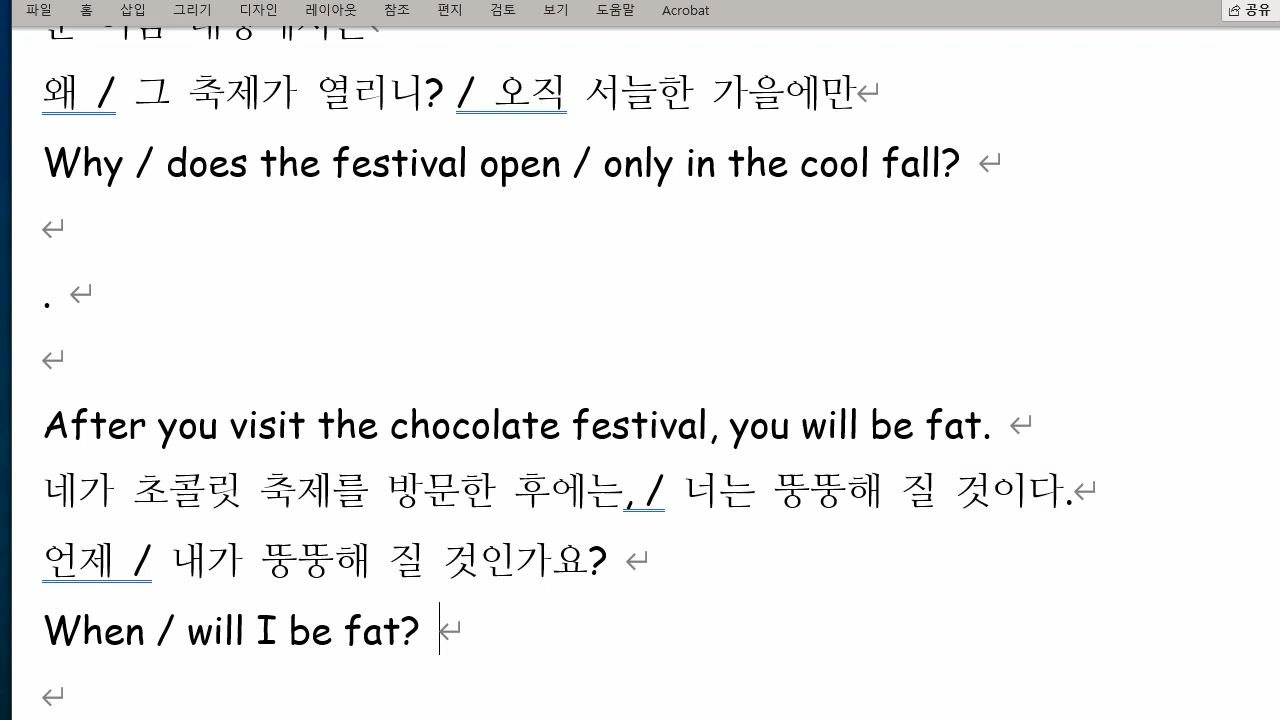 파일 홈 삽입 그리기 디자인 레이아웃 참조 편지 검토 보기 도움말 Acrobat 공유
왜 / 그 축제가 열리니? / 오직 서늘한 가을에만
Why / does the festival open / only in the cool fall?
.
After you visit the chocolate festival, you will be fat.
네가 초콜릿 축제를 방문한 후에는, / 너는 뚱뚱해 질 것이다.
언제 / 내가 뚱뚱해 질 것인가요?
When / will I be fat?